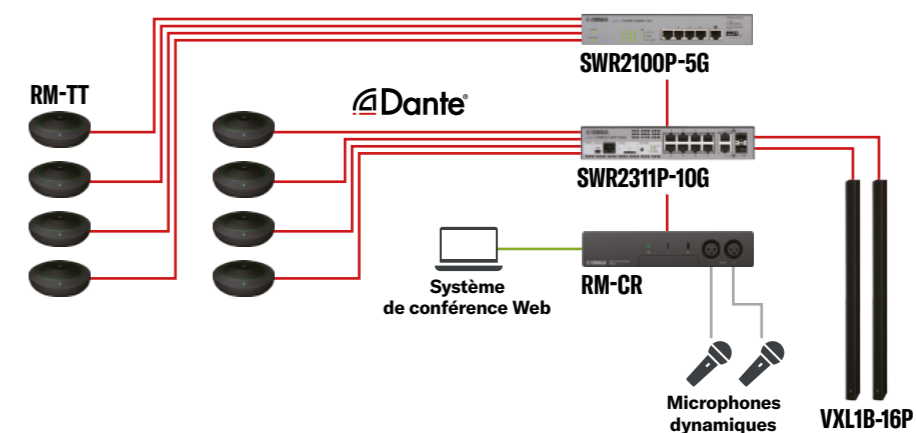 SWR2100P-5G
RM-TT
Dante®
SWR2311P-10G
Système
de conférence Web
RM-CR
Microphones
dynamiques
VXL1B-16P